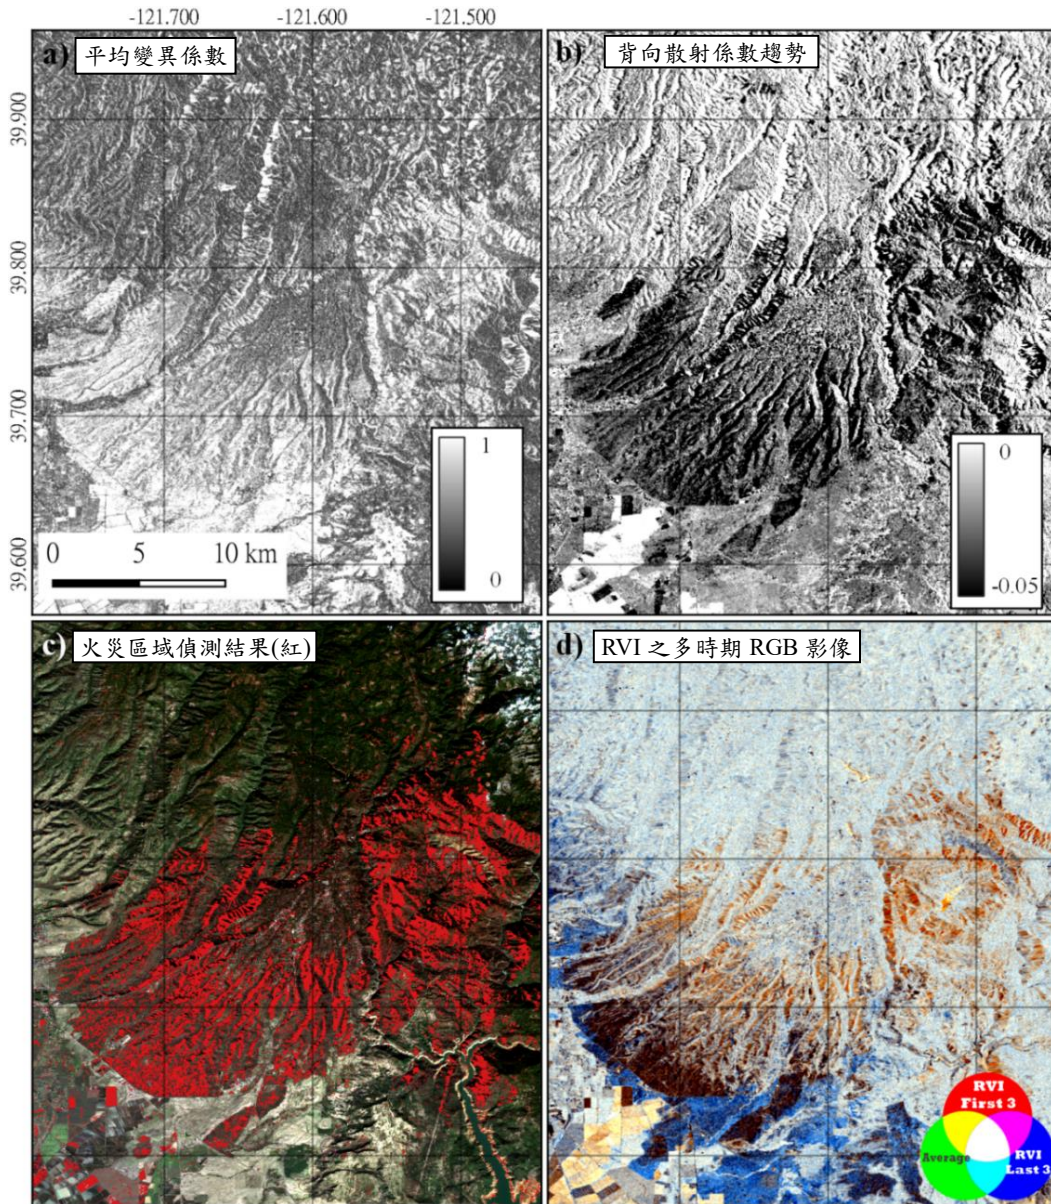 -121.700 -121.600 -121.500
a) 平均變異係數
b) 背向散射係數趨勢
39.900
39.800
39.700
39.600
1
0
0 5 10 km
0
-0.05
c) 火災區域偵測結果(紅)
d) RVI 之多時期 RGB 影像
RVI
First 3
Average
RVI
Last 3